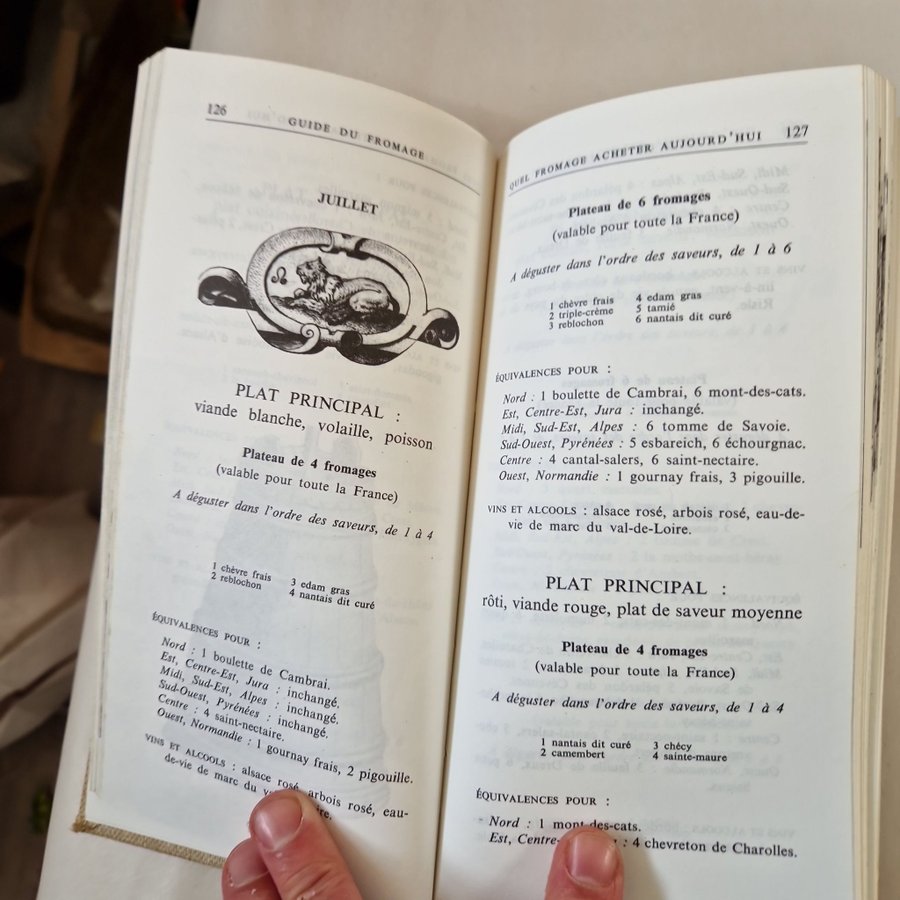 126
GUIDE DU FROMAGE
JUILLET
PLAT PRINCIPAL :
viande blanche, volaille, poisson
Plateau de 4 fromages
(valable pour toute la France)
A déguster dans l'ordre des saveurs, de 1 à 4
1 chèvre frais 3 edam gras
2 reblochon 4 nantais dit curé
ÉQUIVALENCES POUR :
Nord : 1 boulette de Cambrai.
Est, Centre-Est, Jura : inchangé.
Midi, Sud-Est, Alpes : inchangé.
Sud-Ouest, Pyrénées : inchangé.
Centre : 4 saint-nectaire.
Ouest, Normandie : 1 gournay frais, 2 pigouille.
VINS ET ALCOOLS : alsace rosé, arbois rosé, eau-
de-vie de marc du
QUEL FROMAGE ACHETER AUJOURD'HUI 127
Plateau de 6 fromages
(valable pour toute la France)
A déguster dans l'ordre des saveurs, de 1 à 6
1 chèvre frais 4 edam gras
2 triple-crème 5 tamié
3 reblochon 6 nantais dit curé
ÉQUIVALENCES POUR :
Nord : 1 boulette de Cambrai, 6 mont-des-cats.
Est, Centre-Est, Jura : inchangé.
Midi, Sud-Est, Alpes : 6 tomme de Savoie.
Sud-Ouest, Pyrénées : 5 esbareich, 6 échourgnac.
Centre : 4 cantal-salers, 6 saint-nectaire.
Ouest, Normandie : 1 gournay frais, 3 pigouille.
VINS ET ALCOOLS : alsace rosé, arbois rosé, eau-de-
vie de marc du val-de-Loire.
PLAT PRINCIPAL :
rôti, viande rouge, plat de saveur moyenne
Plateau de 4 fromages
(valable pour toute la France)
A déguster dans l'ordre des saveurs, de 1 à 4
1 nantais dit curé 3 chécy
2 camembert 4 sainte-maure
ÉQUIVALENCES POUR :
Nord : 1 mont-des-cats.
Est, Centre- : 4 chevreton de Charolles.